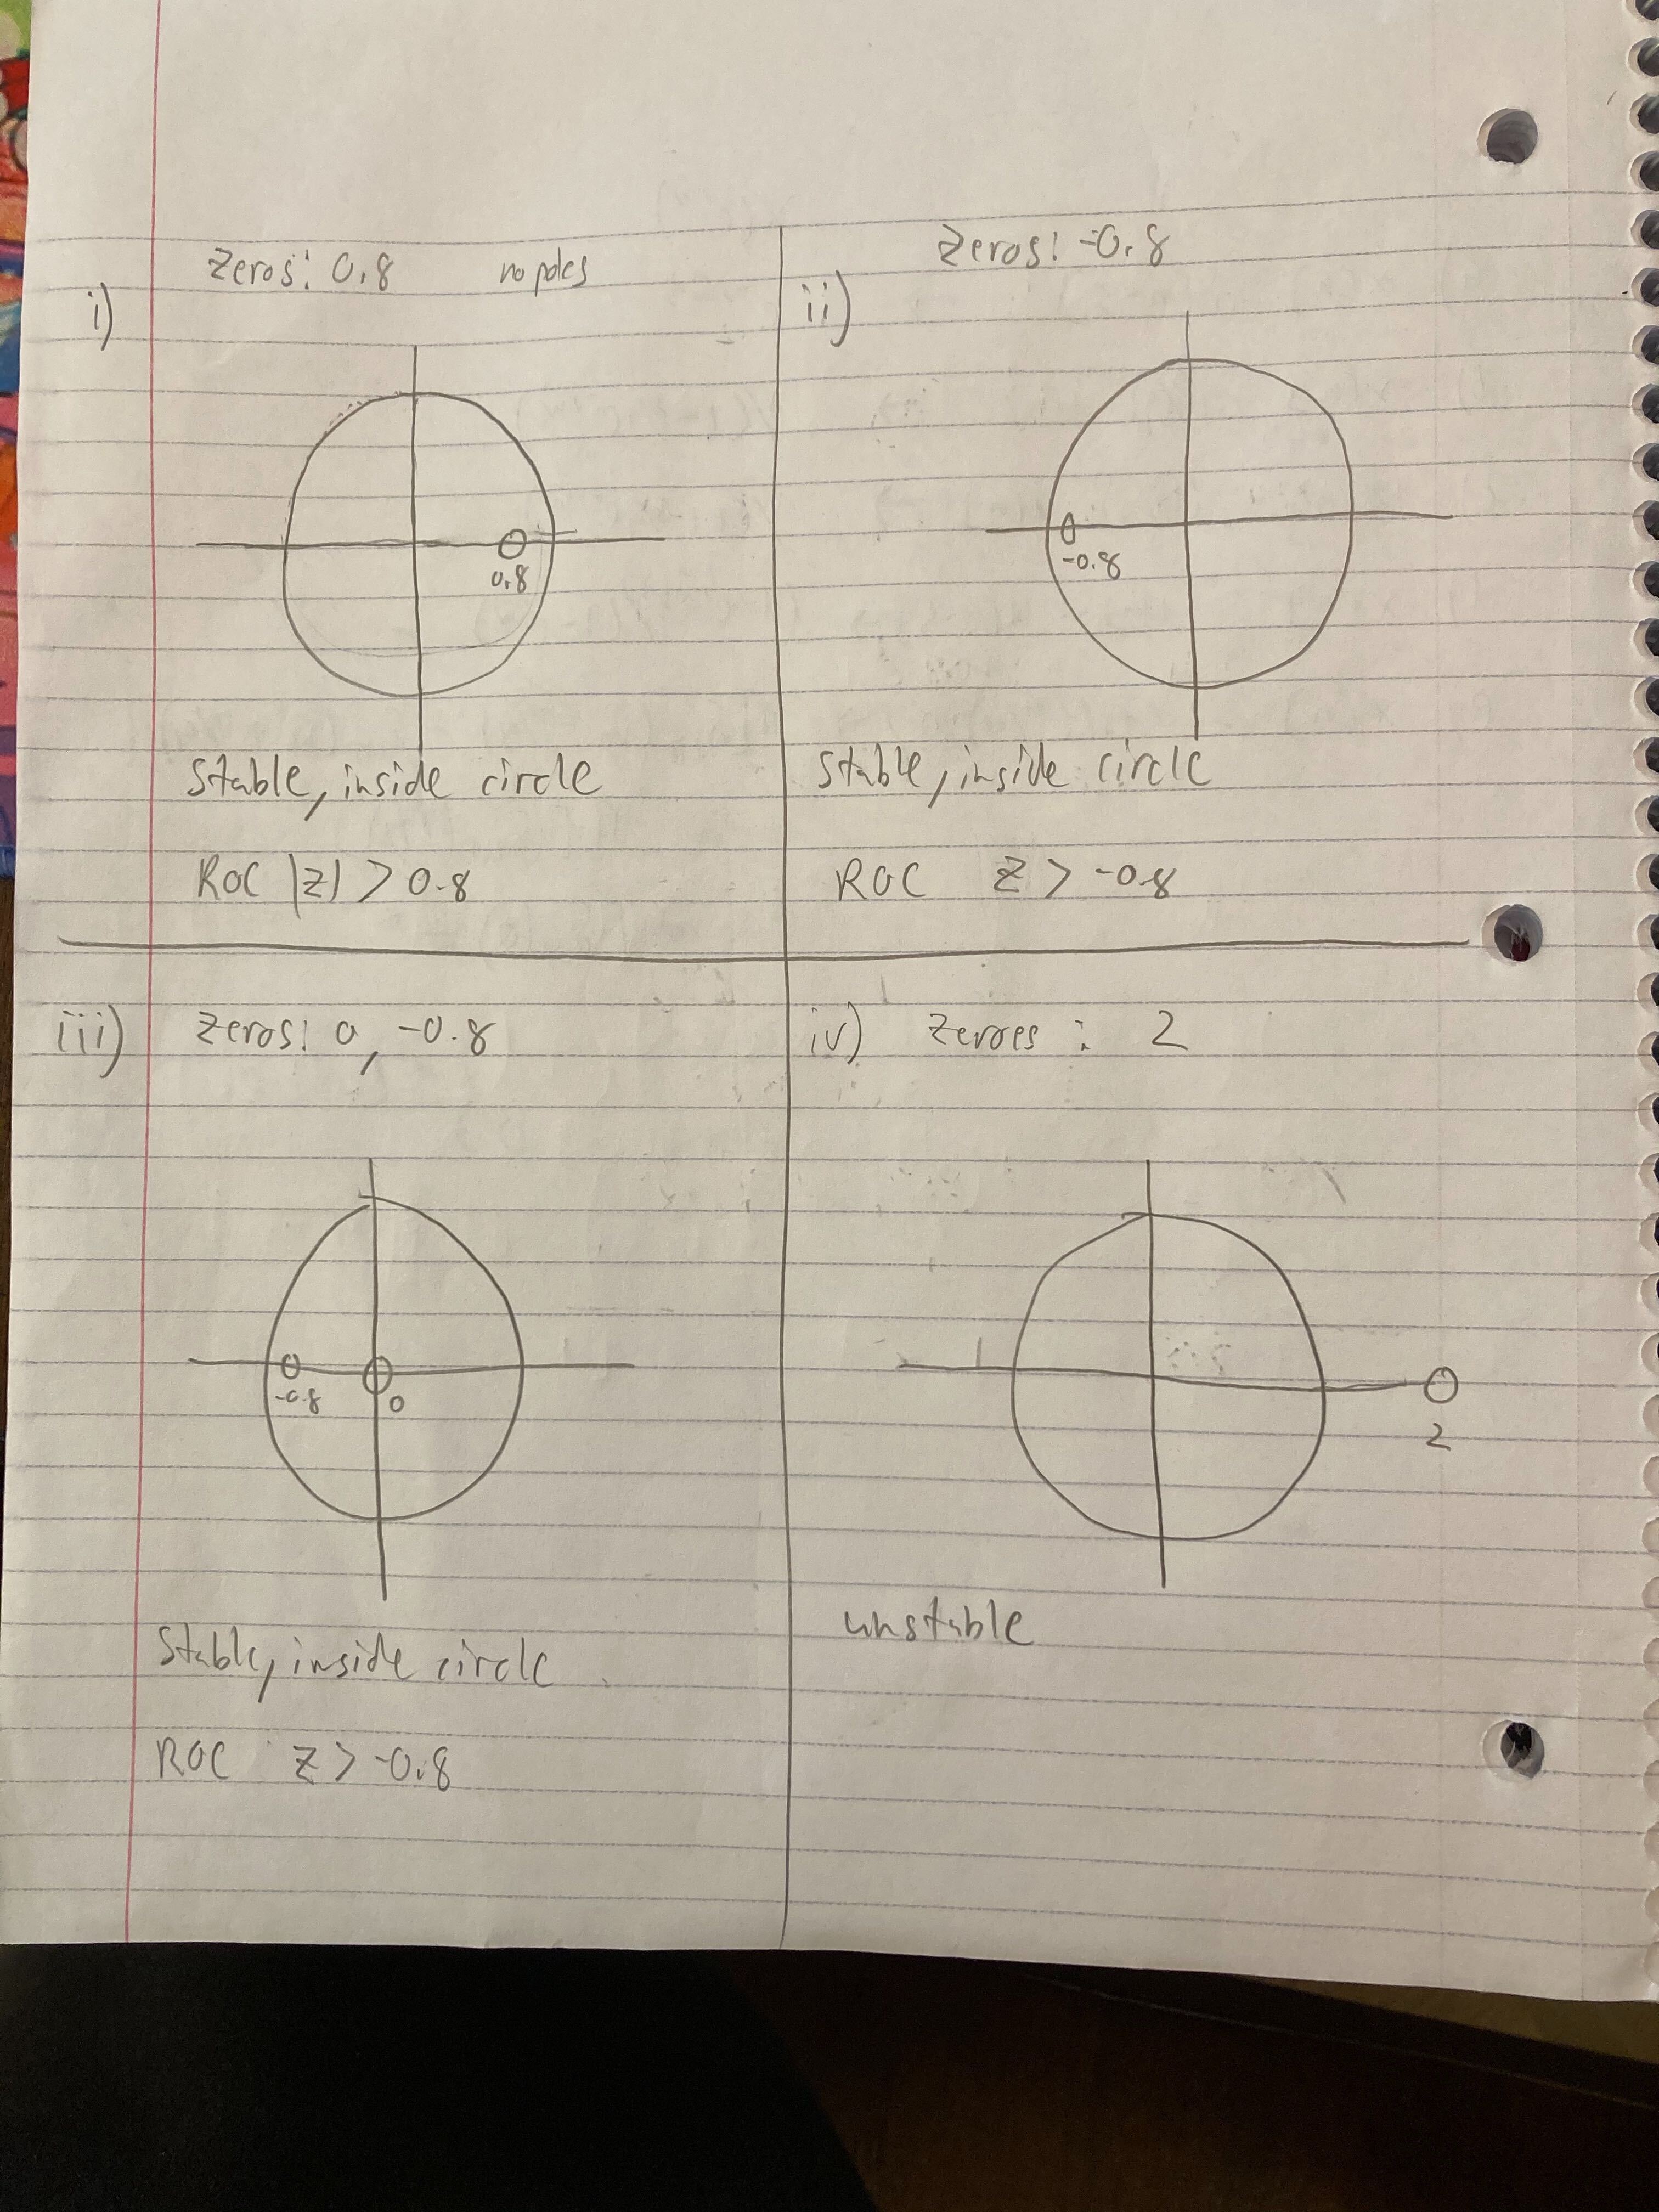 i) Zeros: 0.8 no poles
0.8
Stable, inside circle
ROC |z| > 0.8
ii) Zeros: -0.8
-0.8
Stable, inside circle
ROC z > -0.8
iii) Zeros: 0, -0.8
-0.8 0
Stable, inside circle
ROC z > -0.8
iv) Zeroes : 2
2
unstable